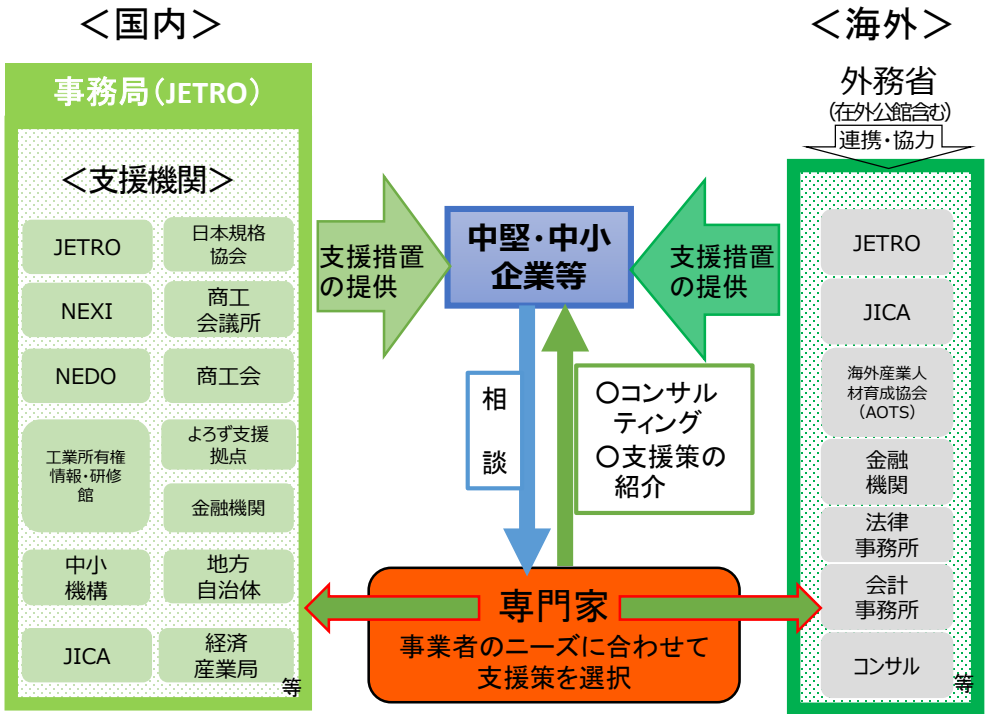 ＜国内＞
事務局（JETRO）
＜支援機関＞
JETRO
日本規格
協会
NEXI
商工
会議所
NEDO
商工会
工業所有権
情報・研修
館
よろず支援
拠点
金融機関
中小
機構
地方
自治体
JICA
経済
産業局
等
支援措置
の提供
中堅・中小
企業等
支援措置
の提供
相
談
〇コンサル
ティング
〇支援策の
紹介
専門家
事業者のニーズに合わせて
支援策を選択
＜海外＞
外務省
（在外公館含む）
連携・協力
JETRO
JICA
海外産業人
材育成協会
（AOTS）
金融
機関
法律
事務所
会計
事務所
コンサル
等